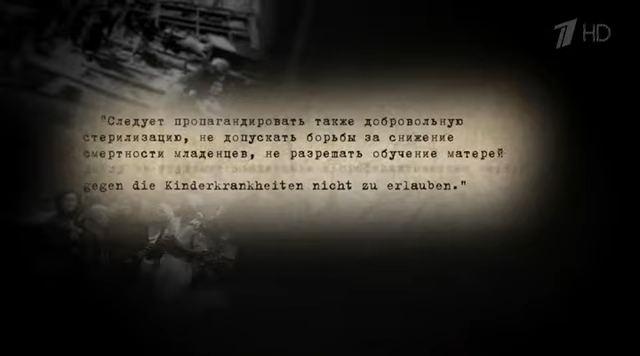 HD
"Следует пропагандировать также добровольную
стерилизацию, не допускать борьбы за снижение
смертности младенцев, не разрешать обучение матерей
gegen die Kinderkrankheiten nicht zu erlauben."